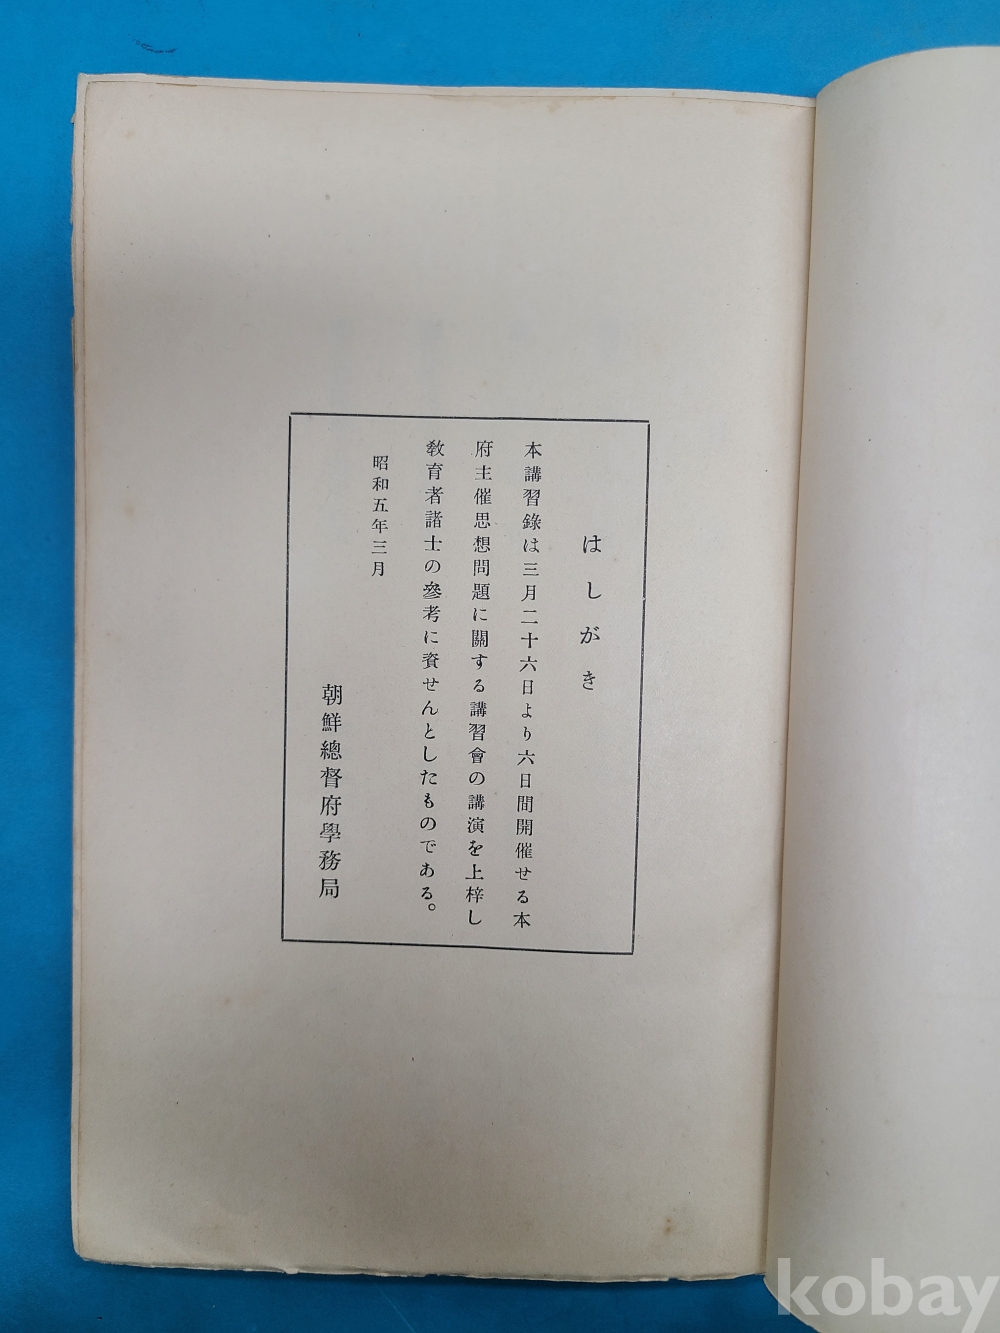 はしがき
本講習錄は三月二十六日より六日間開催せる本
府主催思想問題に關する講習會の講演を上梓し
敎育者諸士の參考に資せんとしたものである。
昭和五年三月
朝鮮總督府學務局
kobay